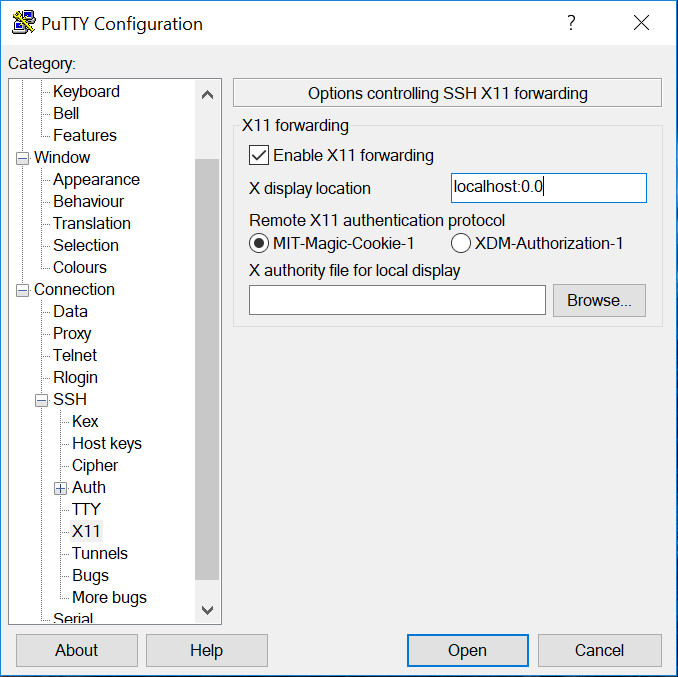 PuTTY Configuration
?
Category:
Keyboard
Bell
Features
Window
Appearance
Behaviour
Translation
Selection
Colours
Connection
Data
Proxy
Telnet
Rlogin
SSH
Kex
Host keys
Cipher
Auth
TTY
X11
Tunnels
Bugs
More bugs
Serial
Options controlling SSH X11 forwarding
X11 forwarding
Enable X11 forwarding
X display location
localhost:0.0
Remote X11 authentication protocol
MIT-Magic-Cookie-1 XDM-Authorization-1
X authority file for local display
Browse...
About Help Open Cancel